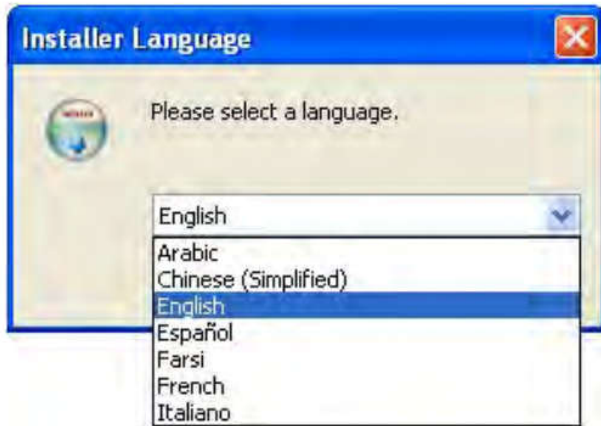 Installer Language
Please select a language.
English
Arabic
Chinese (Simplified)
English
Español
Farsi
French
Italiano